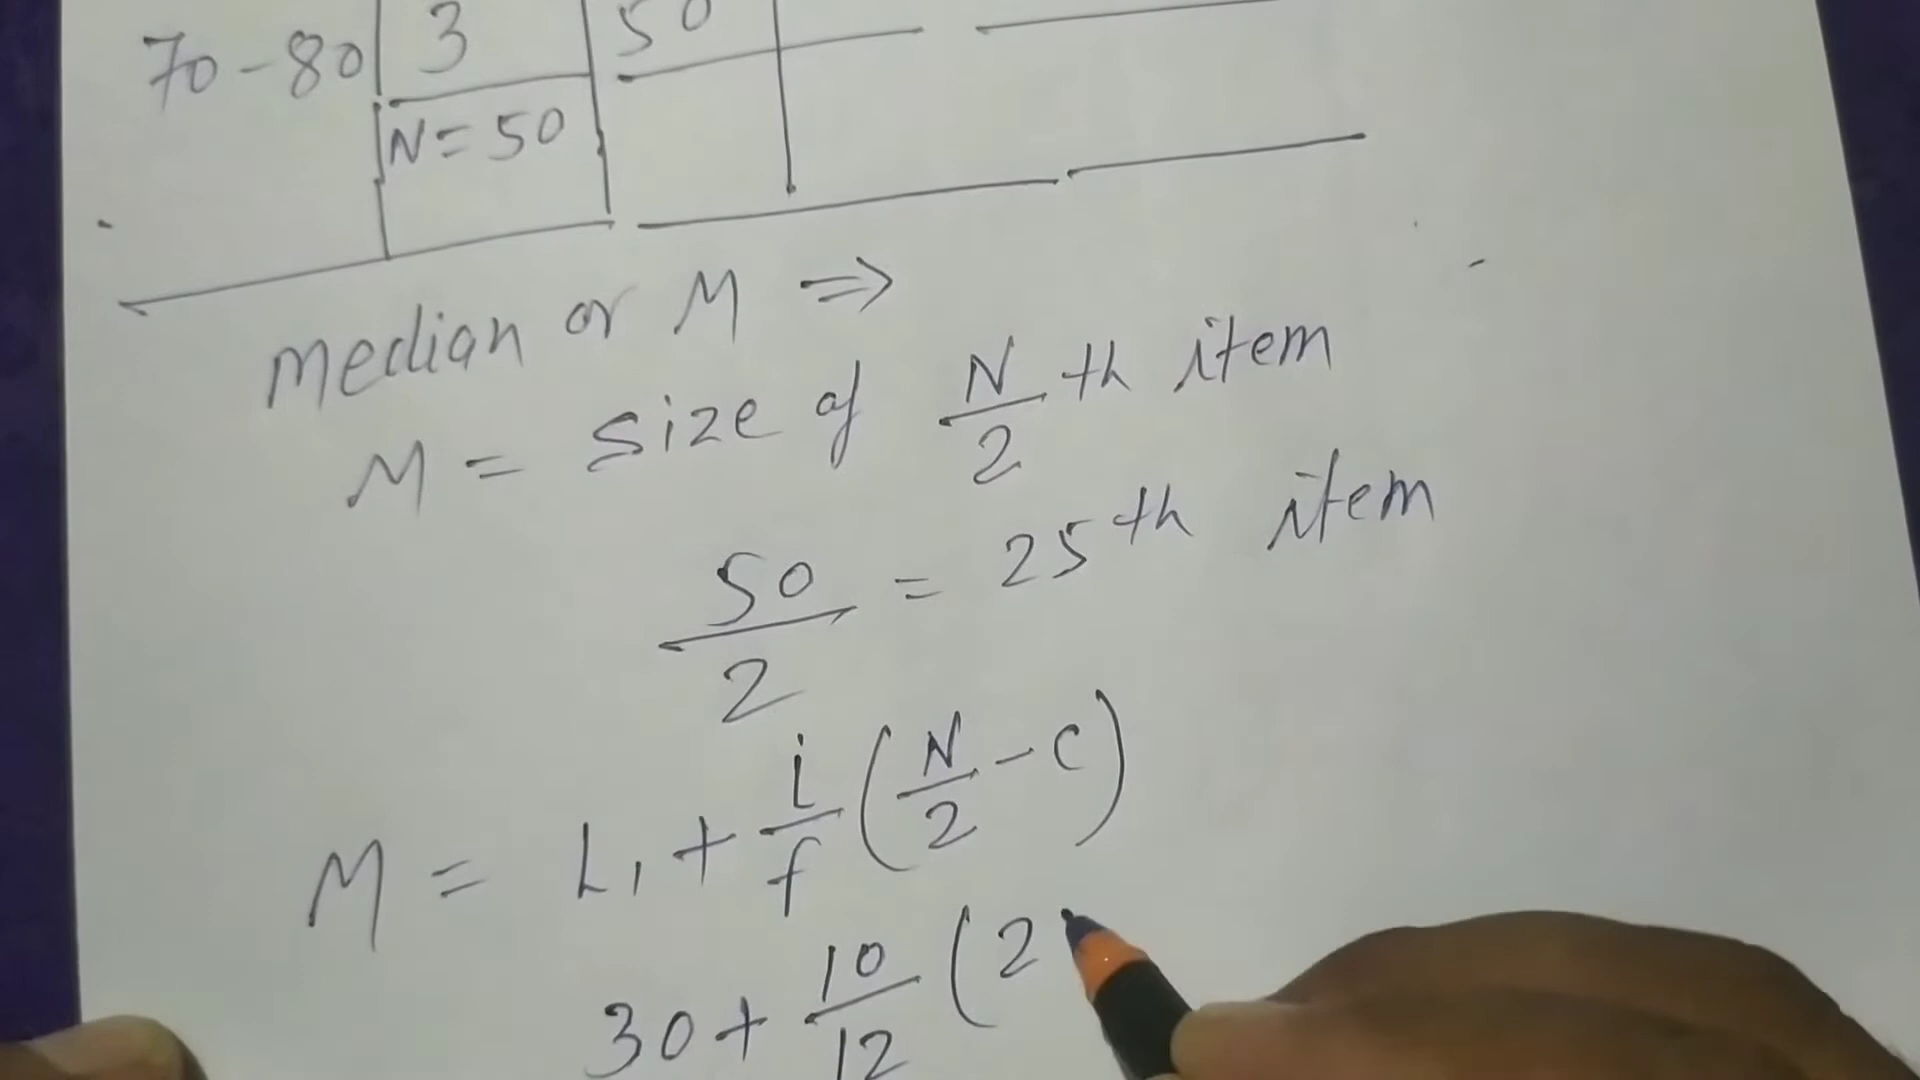 70-80 3 50
N = 50
Median or M ⇒
M = size of N/2 th item
50/2 = 25th item
M = L1 + i/f (N/2 - C)
30 + 10/12 (2